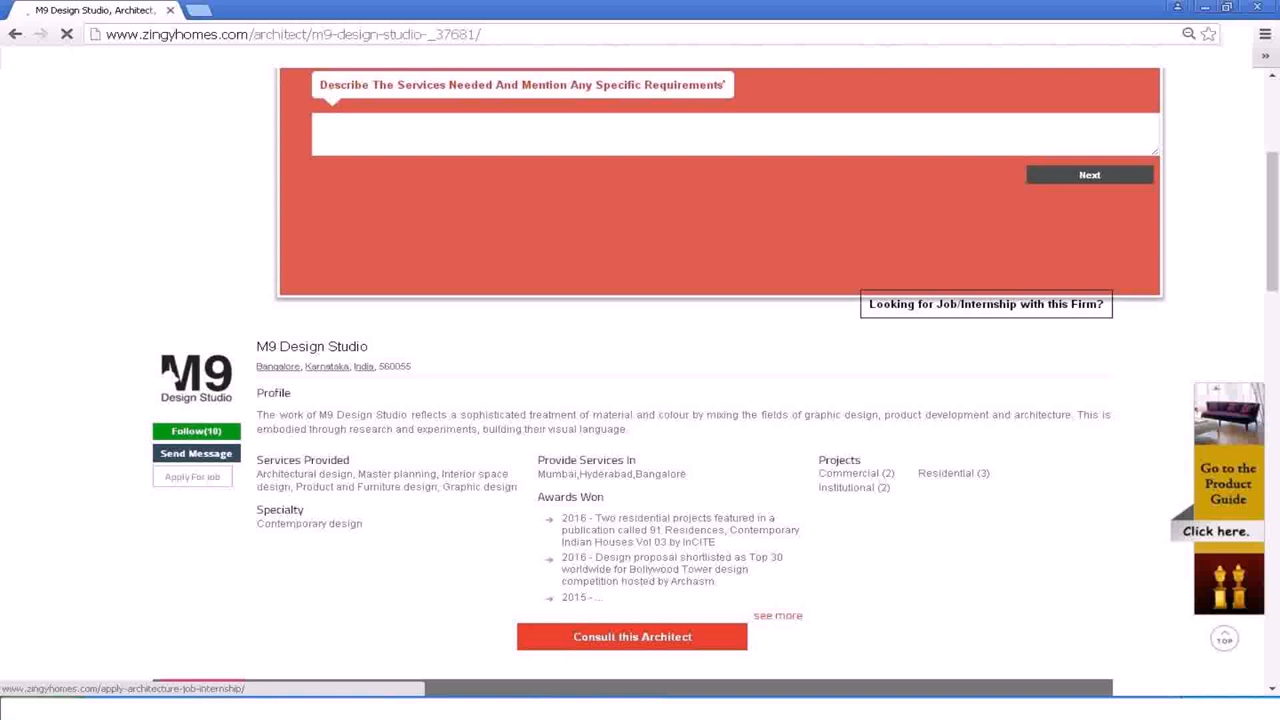 M9 Design Studio, Architect,
www.zingyhomes.com/architect/m9-design-studio-_37681/
Describe The Services Needed And Mention Any Specific Requirements'
Next
Looking for Job/Internship with this Firm?
M9 Design Studio
Bangalore, Karnataka, India, 560055
M9
Design Studio
Follow(10)
Send Message
Apply For Job
Profile
The work of M9 Design Studio reflects a sophisticated treatment of material and colour by mixing the fields of graphic design, product development and architecture. This is
embodied through research and experiments, building their visual language.
Services Provided
Architectural design, Master planning, Interior space
design, Product and Furniture design, Graphic design
Specialty
Contemporary design
Provide Services In
Mumbai,Hyderabad,Bangalore
Awards Won
2016 - Two residential projects featured in a
publication called 91 Residences, Contemporary
Indian Houses Vol 03 by InCITE
2016 - Design proposal shortlisted as Top 30
worldwide for Bollywood Tower design
competition hosted by Archasm
2015 - ...
see more
Projects
Commercial (2) Residential (3)
Institutional (2)
Consult this Architect
Go to the
Product
Guide
Click here.
TOP
www.zingyhomes.com/apply-architecture-job-internship/